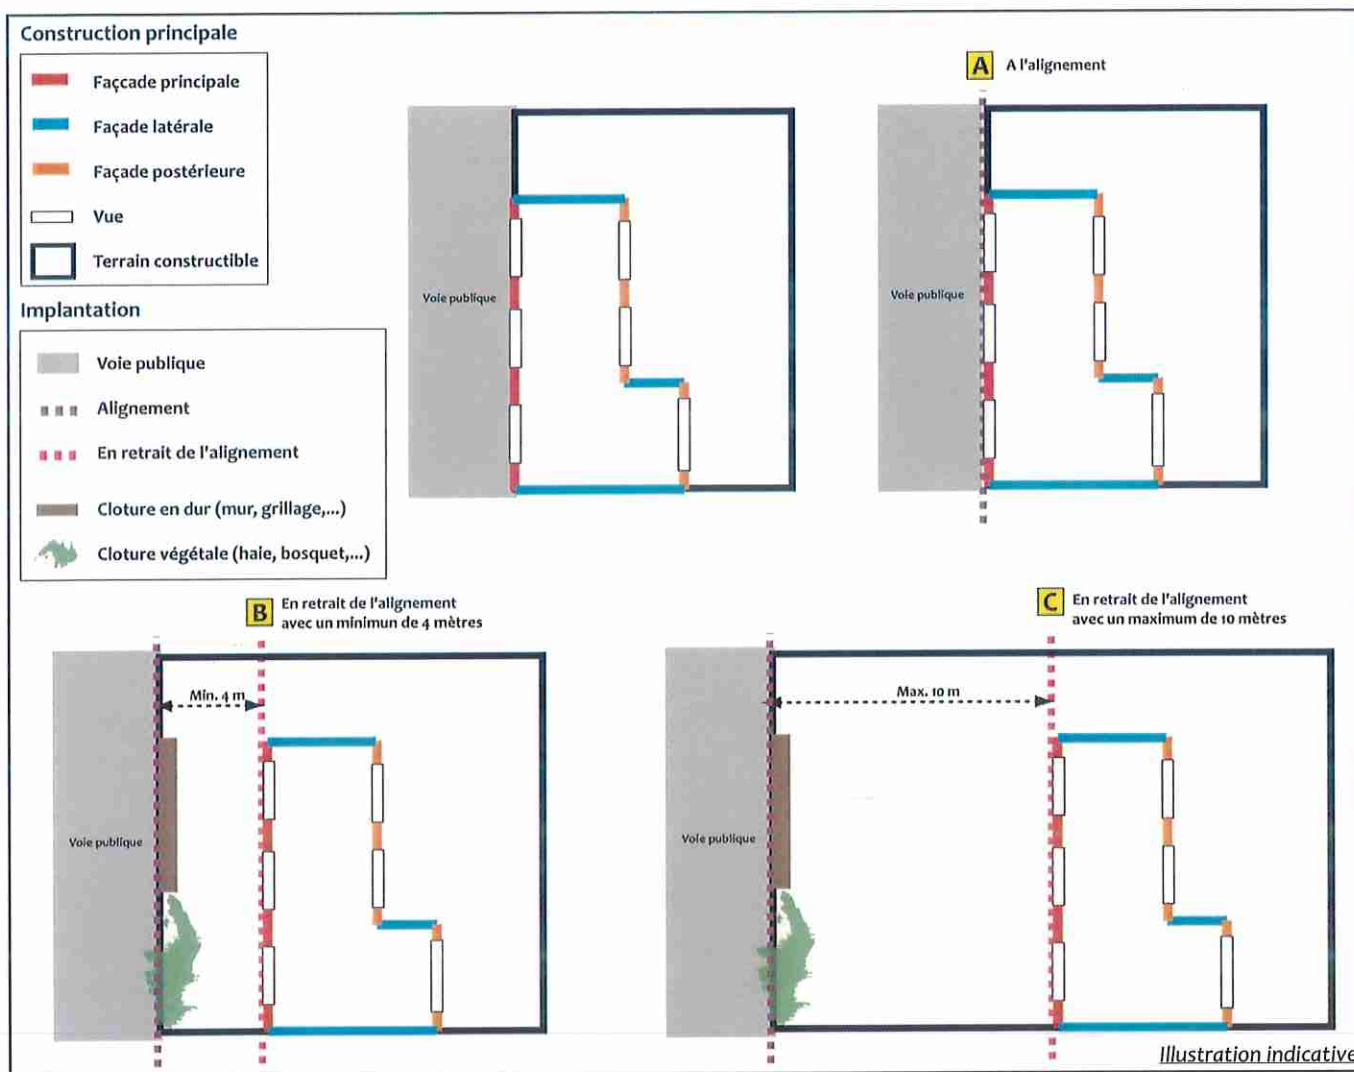 Construction principale
Façcade principale
Façade latérale
Façade postérieure
Vue
Terrain constructible
Implantation
Voie publique
Alignement
En retrait de l'alignement
Cloture en dur (mur, grillage,...)
Cloture végétale (haie, bosquet,...)
Voie publique
A A l'alignement
Voie publique
B En retrait de l'alignement
avec un minimun de 4 mètres
Min. 4 m
Voie publique
C En retrait de l'alignement
avec un maximum de 10 mètres
Max. 10 m
Voie publique
Illustration indicative